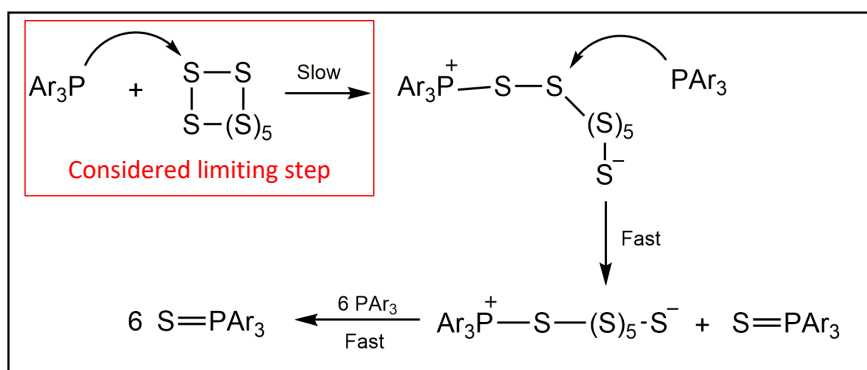 Ar₃P + S—S S—(S)₅ Slow Ar₃P⁺—S—S (S)₅ S⁻ PAr₃
Considered limiting step
Fast
6 S=PAr₃ 6 PAr₃ Fast Ar₃P⁺—S—(S)₅-S⁻ + S=PAr₃